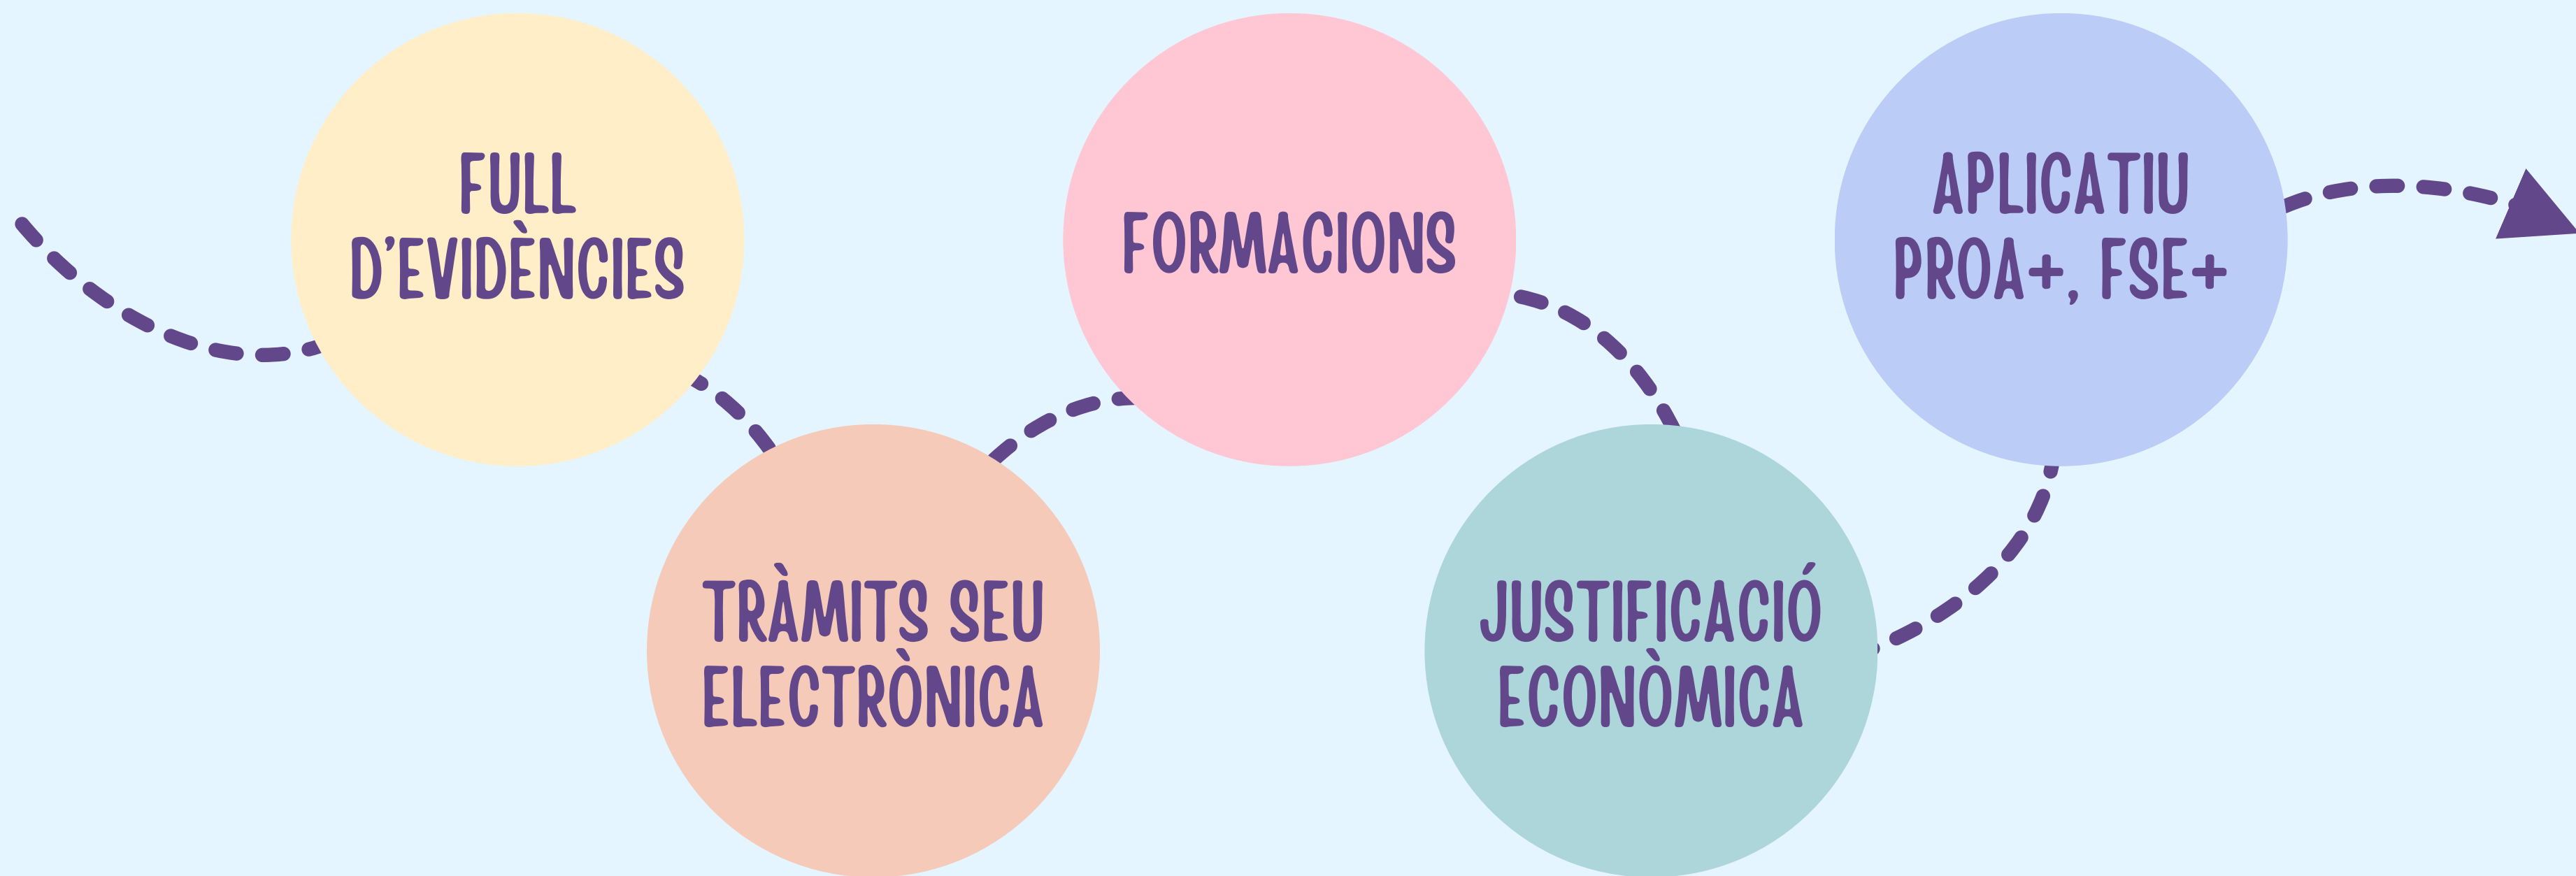 FULL
D'EVIDÈNCIES
TRÀMITS SEU
ELECTRÒNICA
FORMACIONS
JUSTIFICACIÓ
ECONÒMICA
APLICATIU
PROA+, FSE+